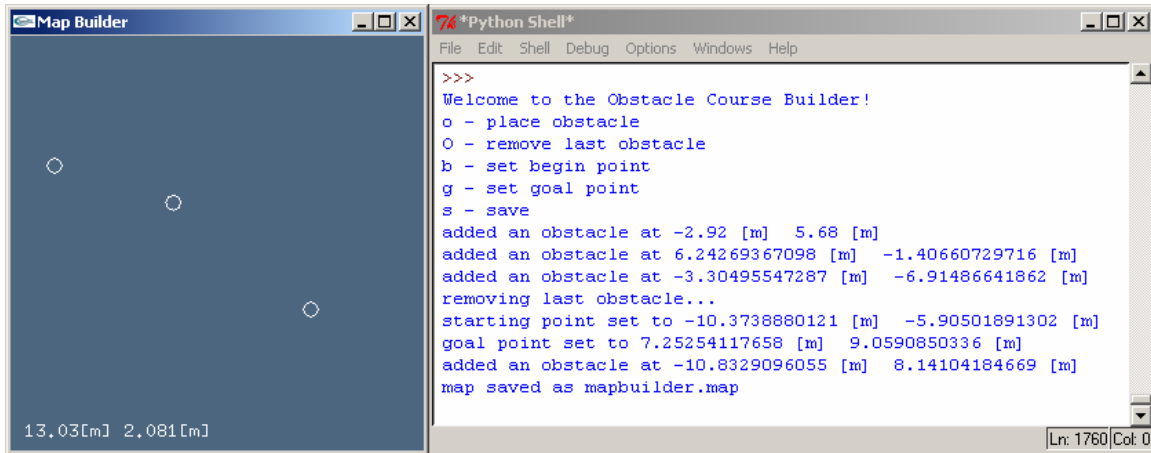 Map Builder
13.03[m] 2.081[m]
*Python Shell*
File Edit Shell Debug Options Windows Help
>>>
Welcome to the Obstacle Course Builder!
o - place obstacle
O - remove last obstacle
b - set begin point
g - set goal point
s - save
added an obstacle at -2.92 [m]  5.68 [m]
added an obstacle at 6.24269367098 [m]  -1.40660729716 [m]
added an obstacle at -3.30495547287 [m]  -6.91486641862 [m]
removing last obstacle...
starting point set to -10.3738880121 [m]  -5.90501891302 [m]
goal point set to 7.25254117658 [m]  9.0590850336 [m]
added an obstacle at -10.8329096055 [m]  8.14104184669 [m]
map saved as mapbuilder.map
Ln: 1760 Col: 0